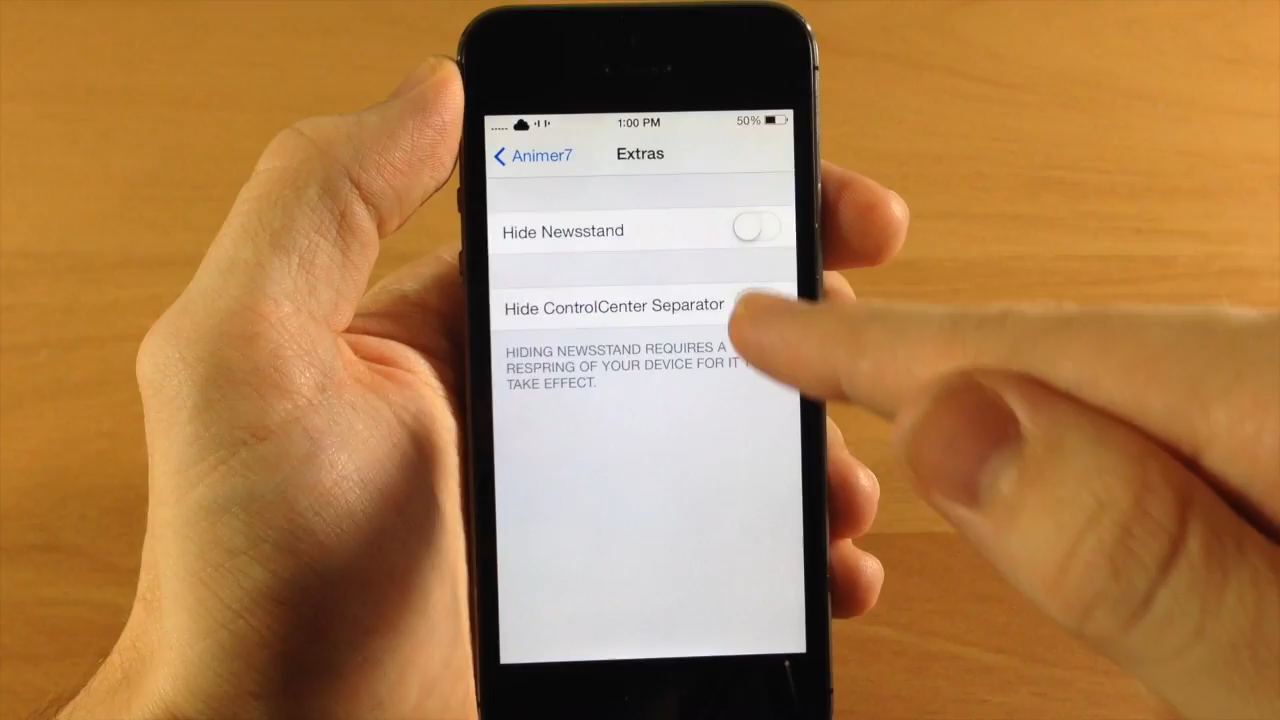 1:00 PM
50%
Animer7
Extras
Hide Newsstand
Hide ControlCenter Separator
HIDING NEWSSTAND REQUIRES A
RESPRING OF YOUR DEVICE FOR IT
TAKE EFFECT.